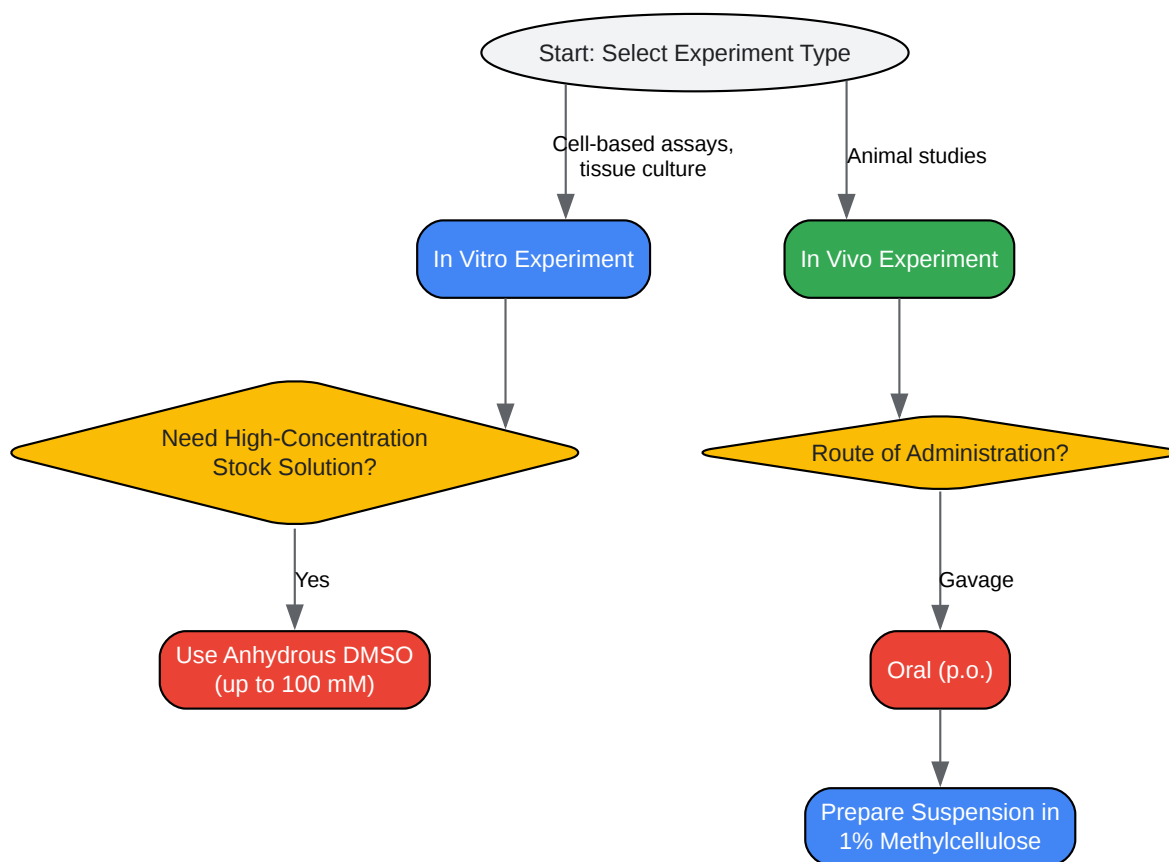 Start: Select Experiment Type
Cell-based assays,
tissue culture
Animal studies
In Vitro Experiment
In Vivo Experiment
Need High-Concentration
Stock Solution?
Route of Administration?
Yes
Gavage
Use Anhydrous DMSO
(up to 100 mM)
Oral (p.o.)
Prepare Suspension in
1% Methylcellulose